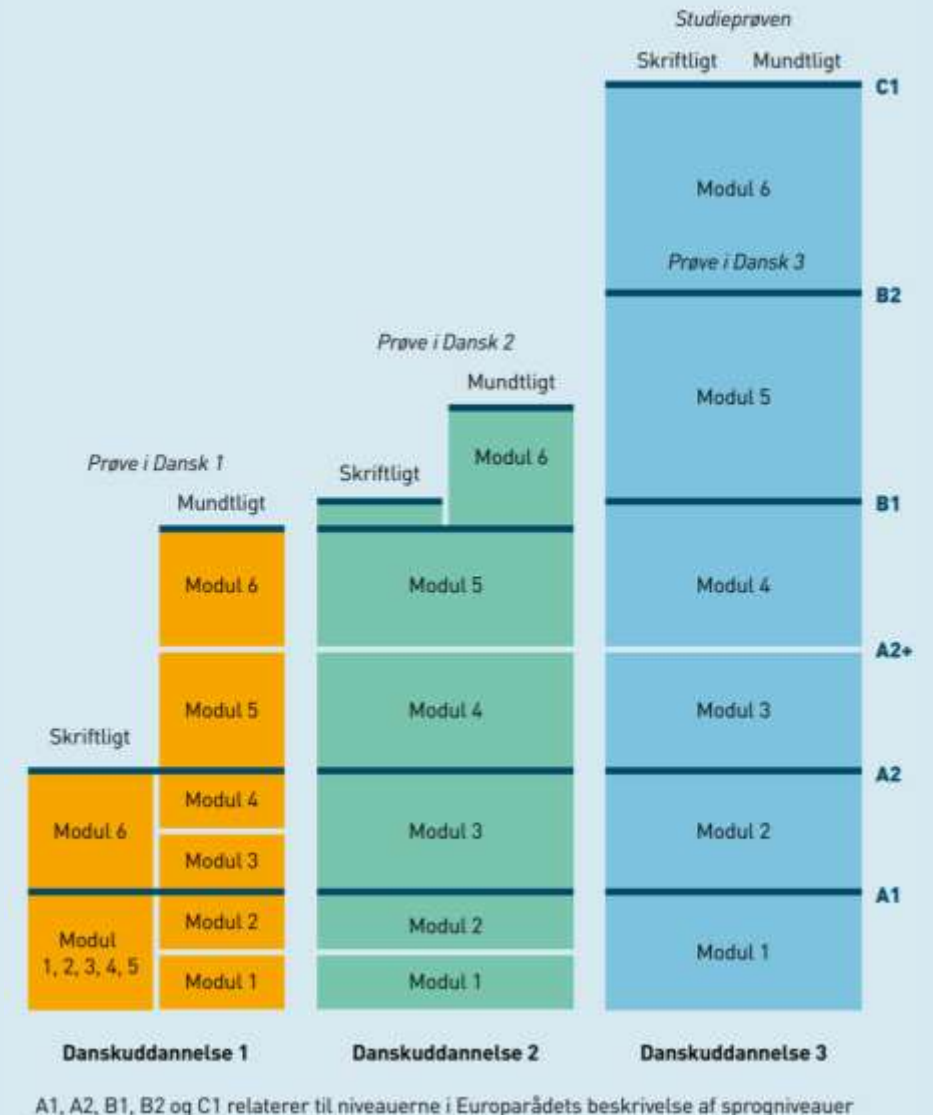 Studieprøven
Skriftligt Mundtligt
C1
Modul 6
Prøve i Dansk 3
B2
Prøve i Dansk 2
Mundtligt
Modul 5
Prøve i Dansk 1
Skriftligt
Modul 6
Mundtligt
B1
Modul 6
Modul 5
Modul 4
A2+
Skriftligt
Modul 5
Modul 4
Modul 3
A2
Modul 6
Modul 4
Modul 3
Modul 3
Modul 2
A1
Modul
1, 2, 3, 4, 5
Modul 2
Modul 1
Modul 2
Modul 1
Modul 1
Danskuddannelse 1 Danskuddannelse 2 Danskuddannelse 3
A1, A2, B1, B2 og C1 relaterer til niveauerne i Europarådets beskrivelse af sprogniveauer